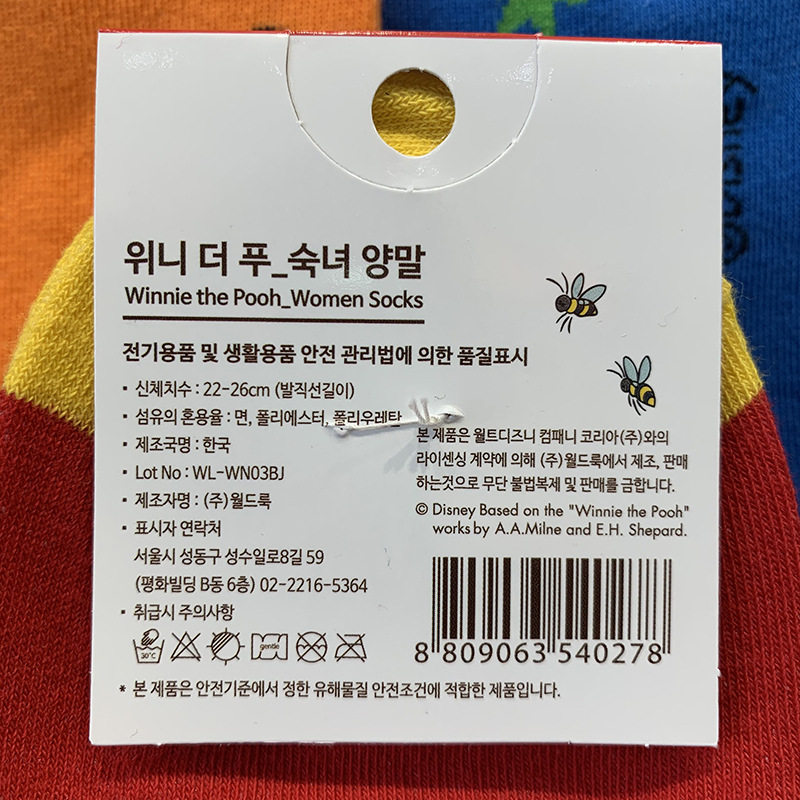 위니 더 푸_숙녀 양말
Winnie the Pooh_Women Socks
전기용품 및 생활용품 안전 관리법에 의한 품질표시
• 신체치수 : 22-26cm (발직선길이)
• 섬유의 혼용율 : 면, 폴리에스터, 폴리우레탄
• 제조국명 : 한국
• Lot No : WL-WN03BJ
• 제조자명 : (주)월드룩
• 표시자 연락처
서울시 성동구 성수일로8길 59
(평화빌딩 B동 6층) 02-2216-5364
• 취급시 주의사항
30°C
gentle
본 제품은 월트디즈니 컴패니 코리아(주)와의
라이센싱 계약에 의해 (주)월드룩에서 제조, 판매
하는것으로 무단 불법복제 및 판매를 금합니다.
© Disney Based on the "Winnie the Pooh"
works by A.A.Milne and E.H. Shepard.
8 809063 540278
* 본 제품은 안전기준에서 정한 유해물질 안전조건에 적합한 제품입니다.